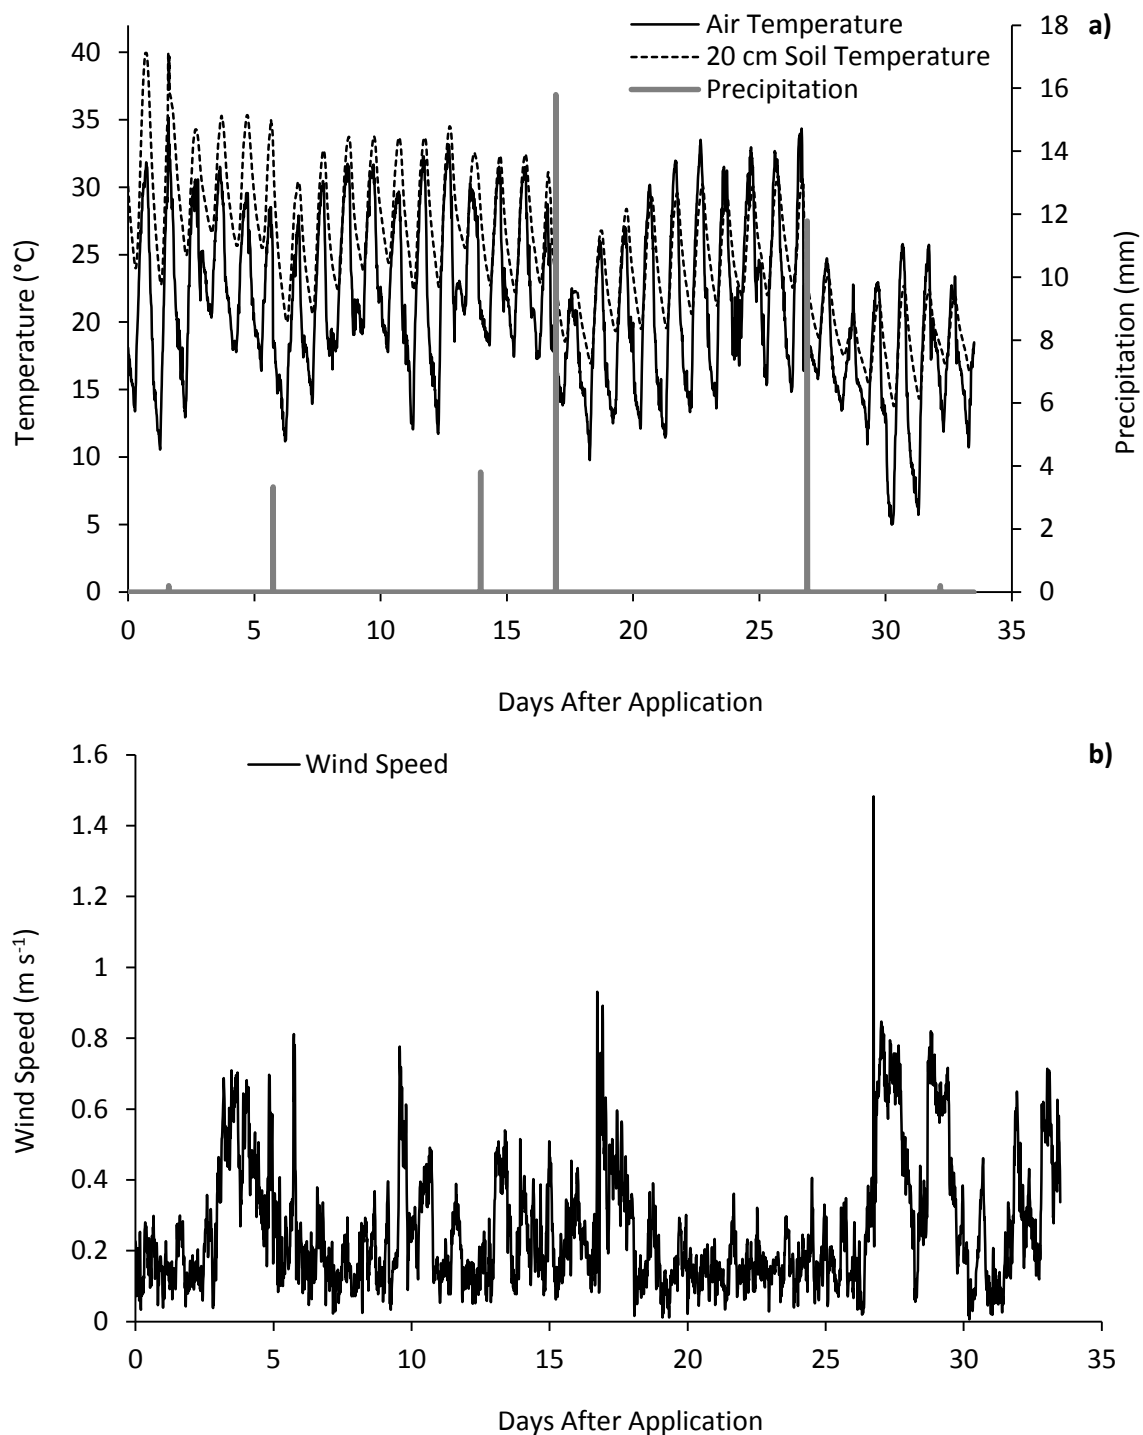 Air Temperature
20 cm Soil Temperature
Precipitation
a)
40
35
30
25
20
15
10
5
0
Temperature (°C)
18
16
14
12
10
8
6
4
2
0
Precipitation (mm)
0 5 10 15 20 25 30 35
Days After Application
Wind Speed
b)
1.6
1.4
1.2
1
0.8
0.6
0.4
0.2
0
Wind Speed (m s-1)
0 5 10 15 20 25 30 35
Days After Application